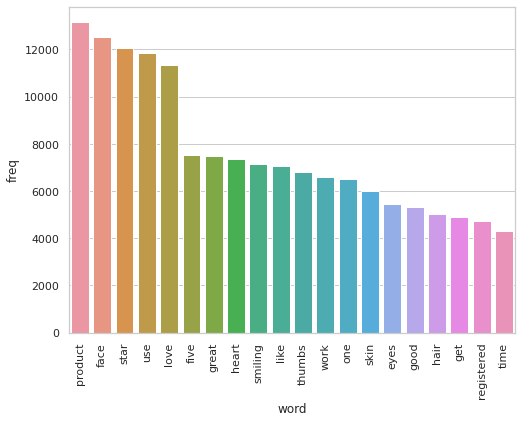 12000
10000
8000
6000
4000
2000
0
freq
product face star use love five great heart smiling like thumbs work one skin eyes good hair get registered time
word